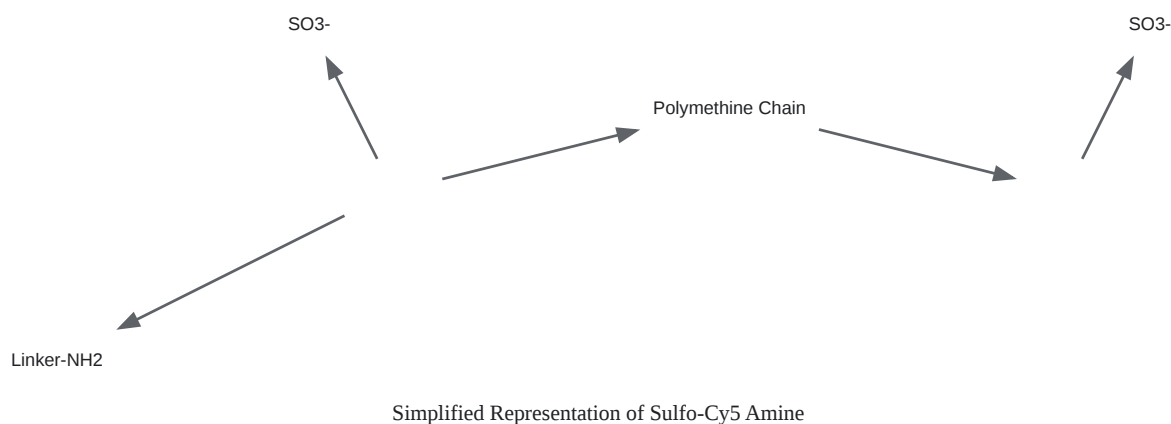 SO3-
SO3-
Polymethine Chain
Linker-NH2
Simplified Representation of Sulfo-Cy5 Amine